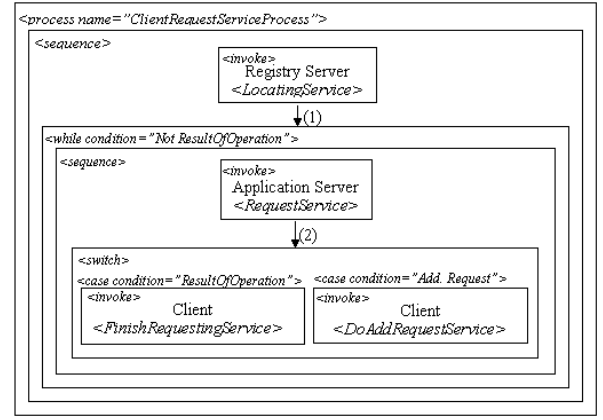 <process name="ClientRequestServiceProcess">
<sequence>
<invoke>
Registry Server
<LocatingService>
(1)
<while condition="Not ResultOfOperation">
<sequence>
<invoke>
Application Server
<RequestService>
(2)
<switch>
<case condition="ResultOfOperation">
<invoke>
Client
<FinishRequestingService>
<case condition="Add. Request">
<invoke>
Client
<DoAddRequestService>